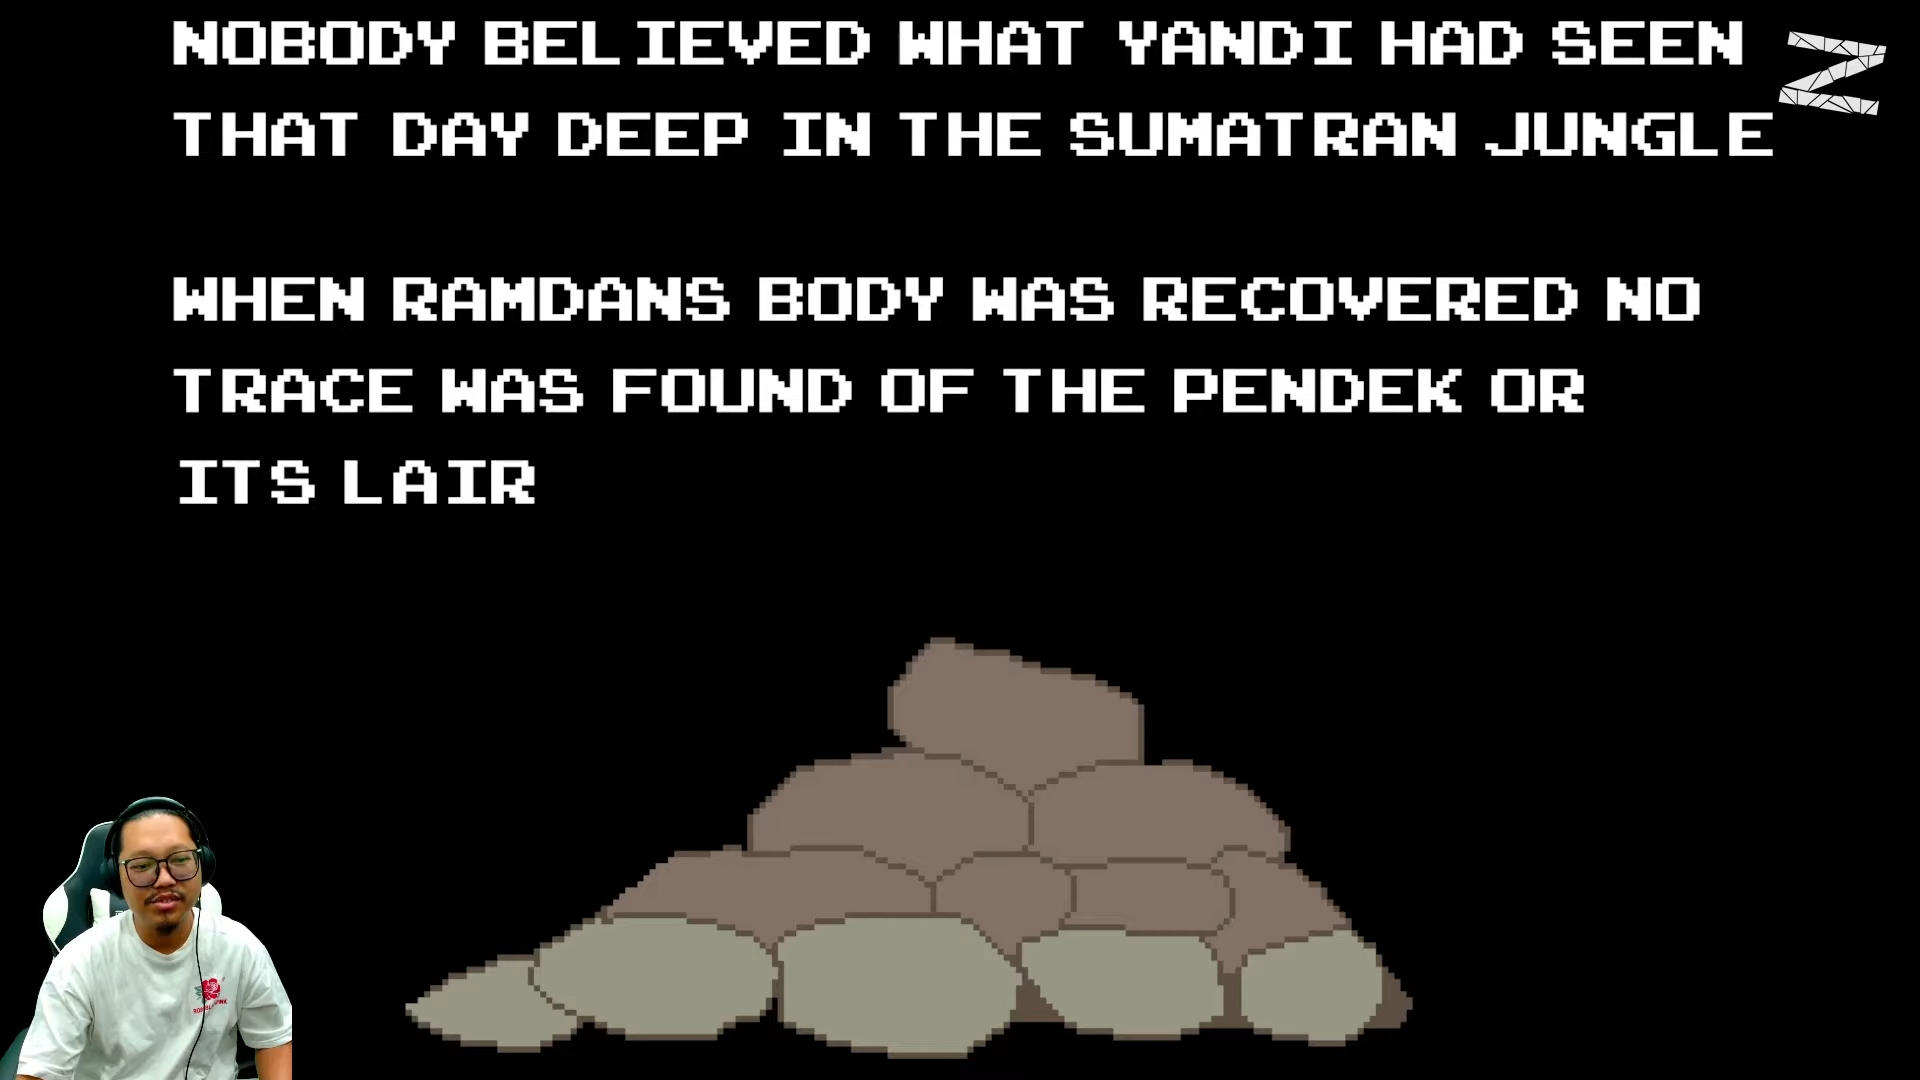 NOBODY BELIEVED WHAT YANDI HAD SEEN
THAT DAY DEEP IN THE SUMATRAN JUNGLE
WHEN RAMDANS BODY WAS RECOVERED NO
TRACE WAS FOUND OF THE PENDEK OR
ITS LAIR
Z